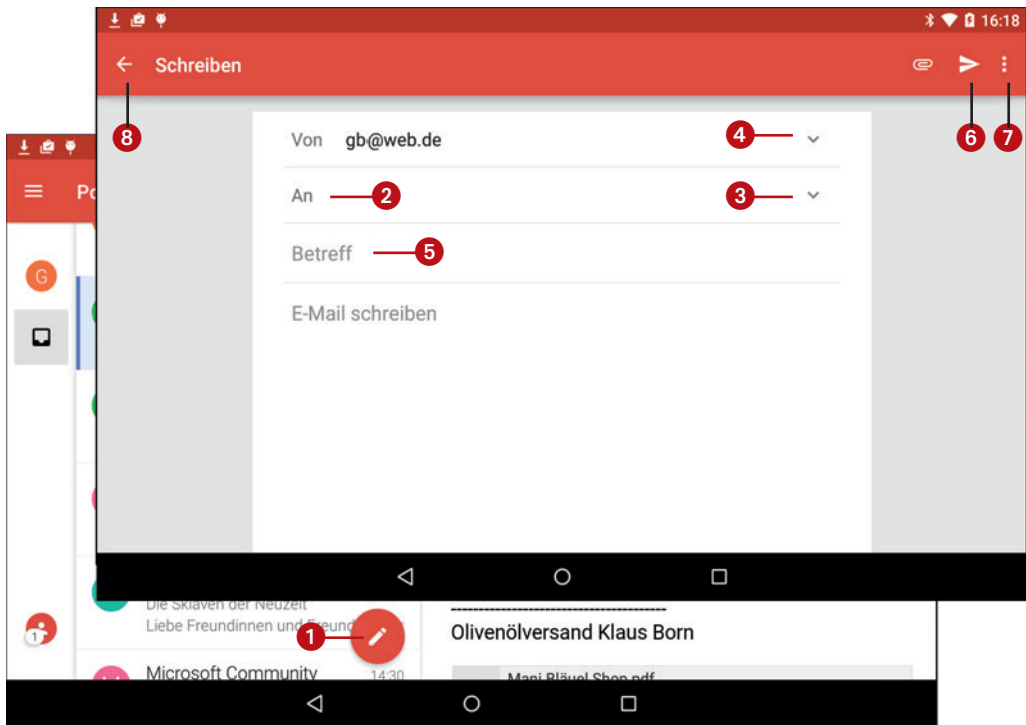 16:18
Schreiben
8
6
7
Von gb@web.de
4
An
2
3
Betreff
5
E-Mail schreiben
G
1
Die Sklaven der Neuzeit
Liebe Freundinnen und Freund
1
Microsoft Community 14:30
Olivenölversand Klaus Born
Mani Bläuel Shop.pdf